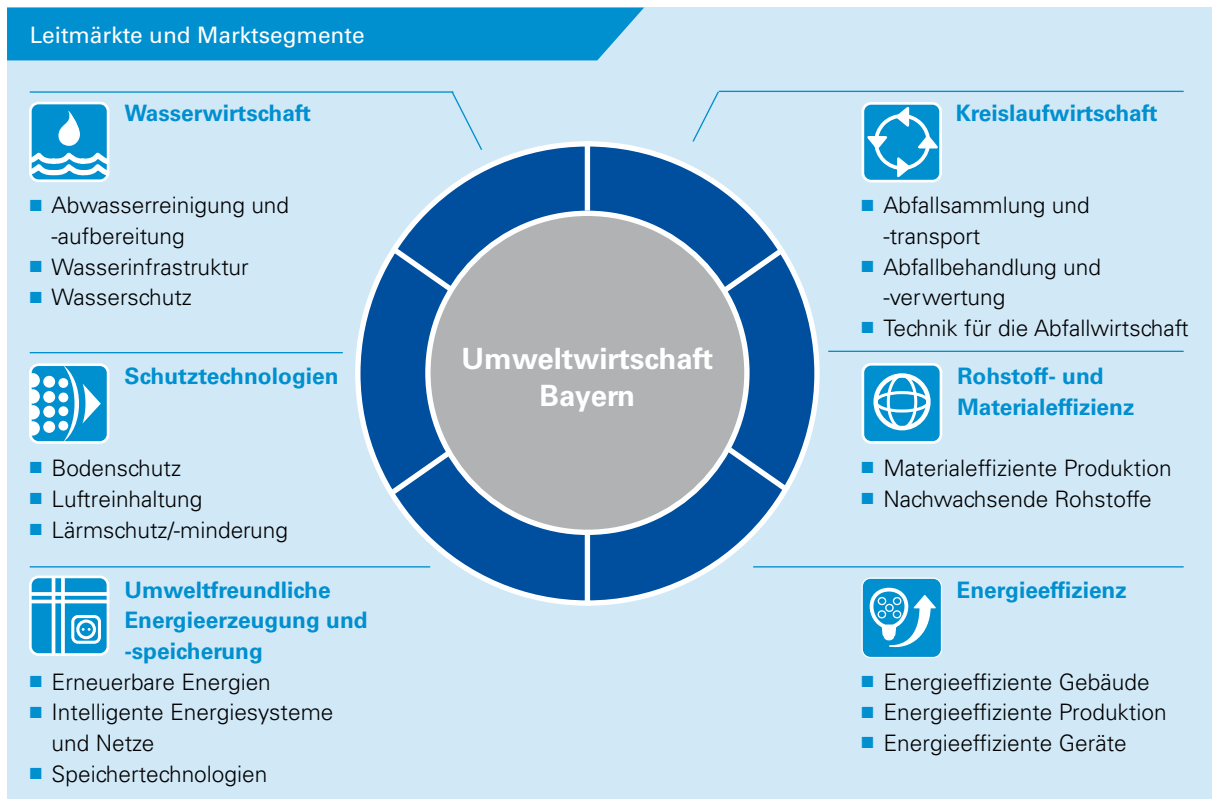 Leitmärkte und Marktsegmente
Wasserwirtschaft
Abwasserreinigung und
-aufbereitung
Wasserinfrastruktur
Wasserschutz
Schutztechnologien
Bodenschutz
Luftreinhaltung
Lärmschutz/-minderung
Umweltfreundliche
Energieerzeugung und
-speicherung
Erneuerbare Energien
Intelligente Energiesysteme
und Netze
Speichertechnologien
Umweltwirtschaft
Bayern
Kreislaufwirtschaft
Abfallsammlung und
-transport
Abfallbehandlung und
-verwertung
Technik für die Abfallwirtschaft
Rohstoff- und
Materialeffizienz
Materialeffiziente Produktion
Nachwachsende Rohstoffe
Energieeffizienz
Energieeffiziente Gebäude
Energieeffiziente Produktion
Energieeffiziente Geräte